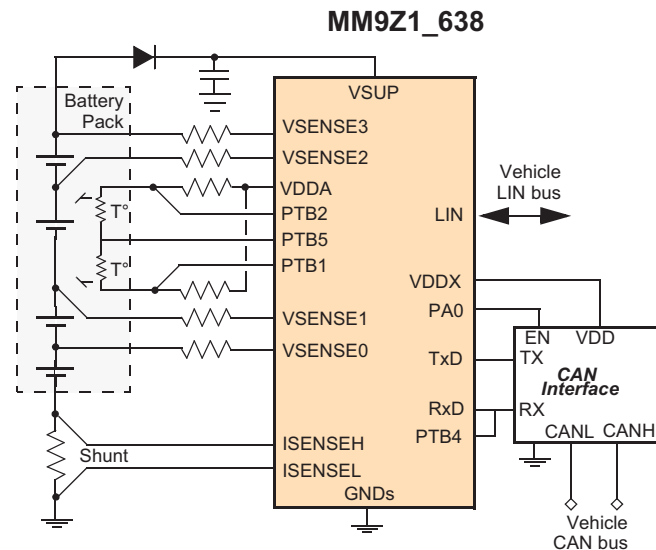 MM9Z1_638
Battery
Pack
VSUP
VSENSE3
VSENSE2
VDDA
PTB2
PTB5
PTB1
VSENSE1
VSENSE0
ISENSEH
ISENSEL
GNDs
T°
T°
Shunt
LIN
VDDX
PA0
TxD
RxD
PTB4
Vehicle
LIN bus
EN VDD
TX
CAN
Interface
RX
CANL CANH
Vehicle
CAN bus